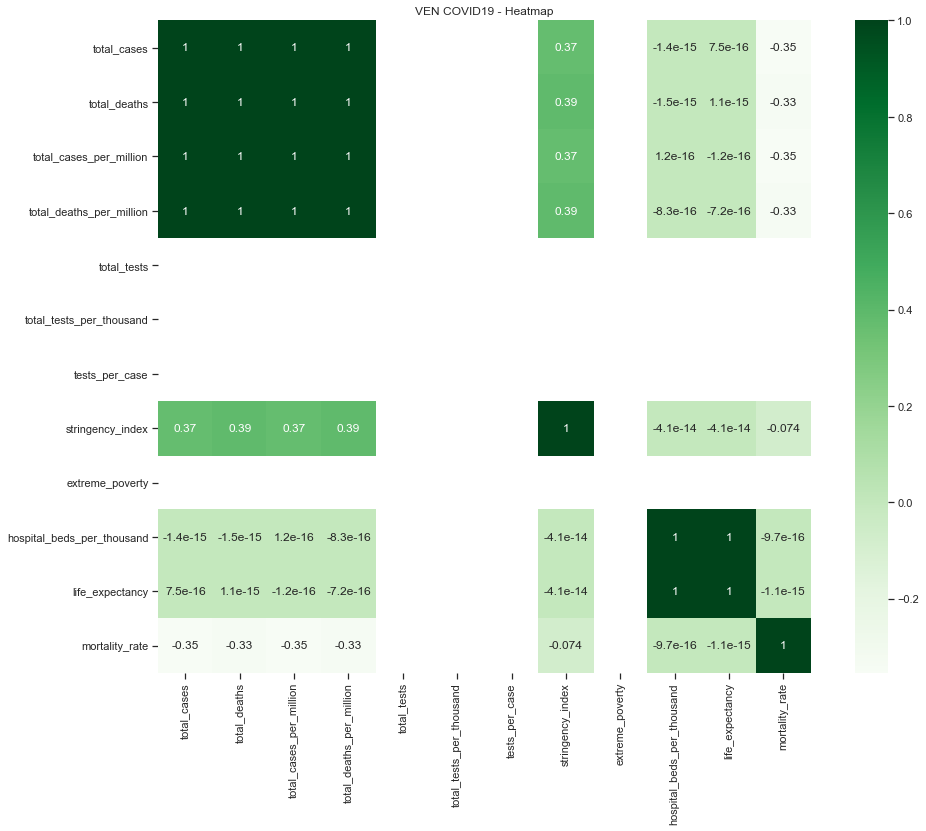 VEN COVID19 - Heatmap
total_cases 1 1 1 1 0.37 -1.4e-15 7.5e-16 -0.35
total_deaths 1 1 1 1 0.39 -1.5e-15 1.1e-15 -0.33
total_cases_per_million 1 1 1 1 0.37 1.2e-16 -1.2e-16 -0.35
total_deaths_per_million 1 1 1 1 0.39 -8.3e-16 -7.2e-16 -0.33
total_tests
total_tests_per_thousand
tests_per_case
stringency_index 0.37 0.39 0.37 0.39 1 -4.1e-14 -4.1e-14 -0.074
extreme_poverty
hospital_beds_per_thousand -1.4e-15 -1.5e-15 1.2e-16 -8.3e-16 -4.1e-14 1 1 -9.7e-16
life_expectancy 7.5e-16 1.1e-15 -1.2e-16 -7.2e-16 -4.1e-14 1 1 -1.1e-15
mortality_rate -0.35 -0.33 -0.35 -0.33 -0.074 -9.7e-16 -1.1e-15 1
total_cases
total_deaths
total_cases_per_million
total_deaths_per_million
total_tests
total_tests_per_thousand
tests_per_case
stringency_index
extreme_poverty
hospital_beds_per_thousand
life_expectancy
mortality_rate
1.0
0.8
0.6
0.4
0.2
0.0
−0.2